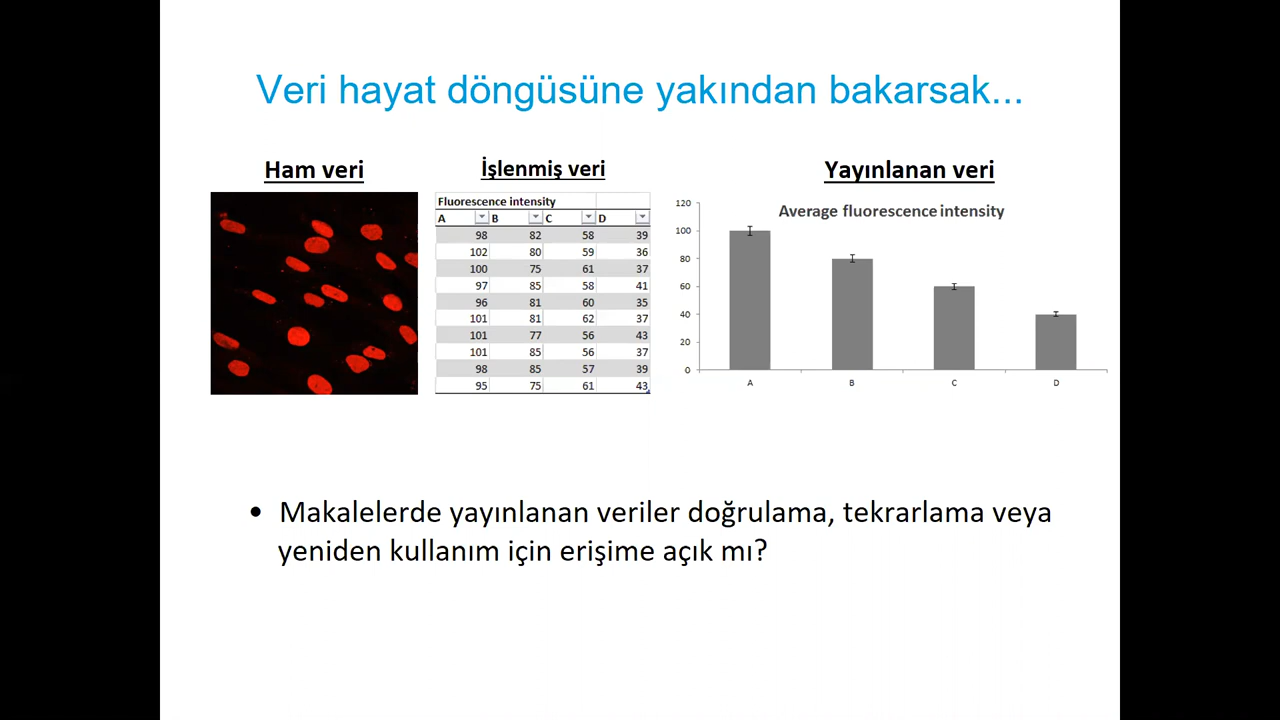 Veri hayat döngüsüne yakından bakarsak...
Ham veri
İşlenmiş veri
Fluorescence intensity
A B C D
98 82 58 39
102 80 59 36
100 75 61 37
97 85 58 41
96 81 60 35
101 81 62 37
101 77 56 43
101 85 56 37
98 85 57 39
95 75 61 43
Yayınlanan veri
Average fluorescence intensity
120
100
80
60
40
20
0
A B C D
• Makalelerde yayınlanan veriler doğrulama, tekrarlama veya
yeniden kullanım için erişime açık mı?